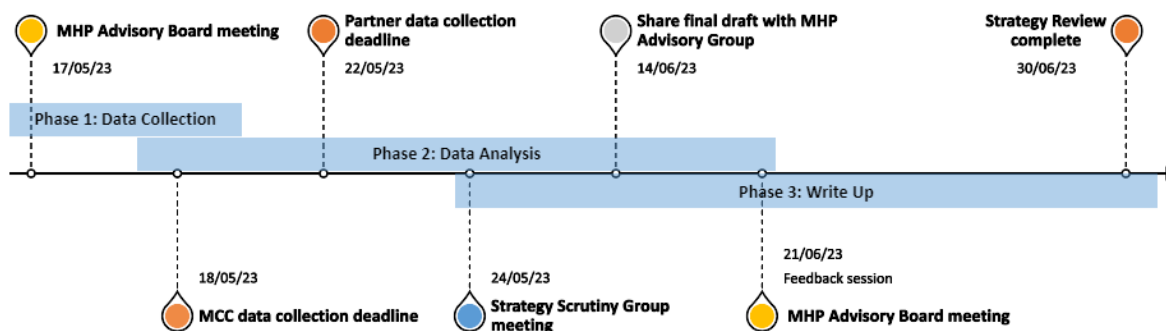 MHP Advisory Board meeting
17/05/23
Partner data collection
deadline
22/05/23
Share final draft with MHP
Advisory Group
14/06/23
Strategy Review
complete
30/06/23
Phase 1: Data Collection
Phase 2: Data Analysis
Phase 3: Write Up
18/05/23
MCC data collection deadline
24/05/23
Strategy Scrutiny Group
meeting
21/06/23
Feedback session
MHP Advisory Board meeting